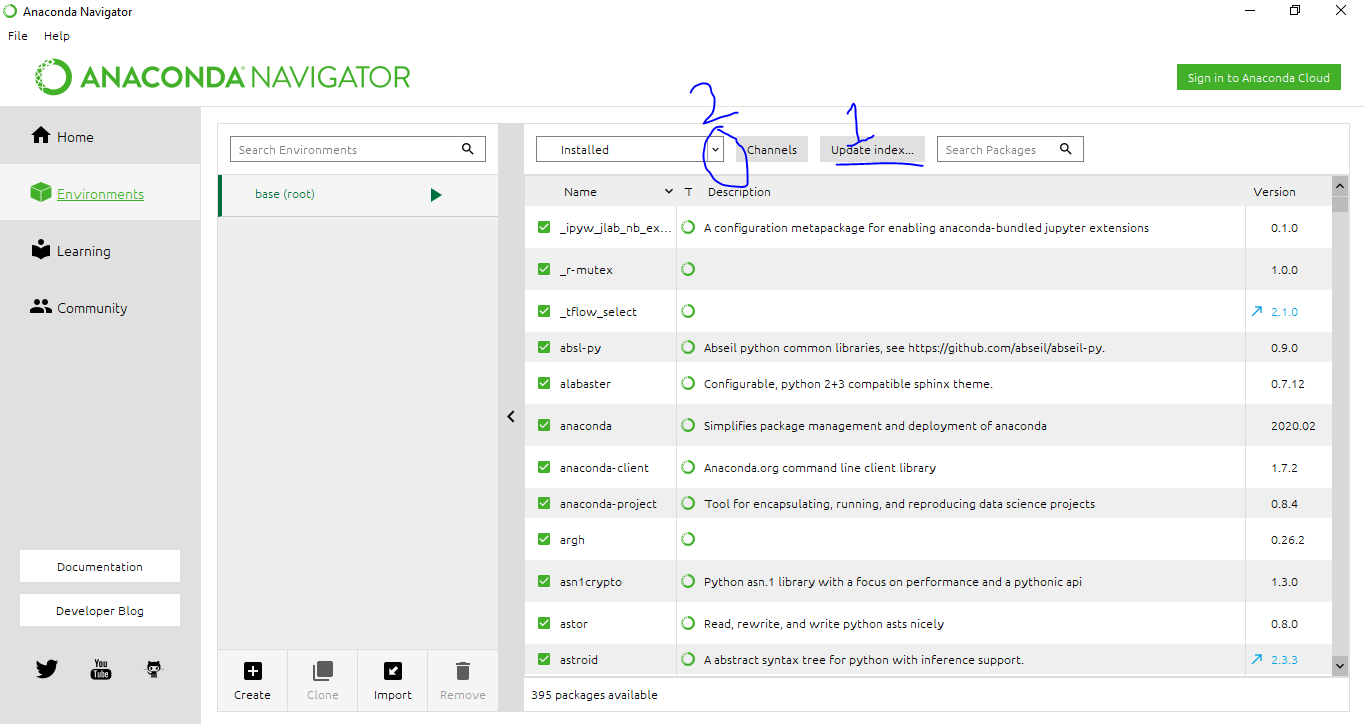 Anaconda Navigator
File Help
ANACONDA NAVIGATOR
Sign in to Anaconda Cloud
2
1
Home
Environments
Learning
Community
Documentation
Developer Blog
You
Tube
Search Environments
base (root)
Create Clone Import Remove
Installed Channels Update index... Search Packages
Name T Description Version
_ipyw_jlab_nb_ex... A configuration metapackage for enabling anaconda-bundled jupyter extensions 0.1.0
_r-mutex 1.0.0
_tflow_select 2.1.0
absl-py Abseil python common libraries, see https://github.com/abseil/abseil-py. 0.9.0
alabaster Configurable, python 2+3 compatible sphinx theme. 0.7.12
anaconda Simplifies package management and deployment of anaconda 2020.02
anaconda-client Anaconda.org command line client library 1.7.2
anaconda-project Tool for encapsulating, running, and reproducing data science projects 0.8.4
argh 0.26.2
asn1crypto Python asn.1 library with a focus on performance and a pythonic api 1.3.0
astor Read, rewrite, and write python asts nicely 0.8.0
astroid A abstract syntax tree for python with inference support. 2.3.3
395 packages available